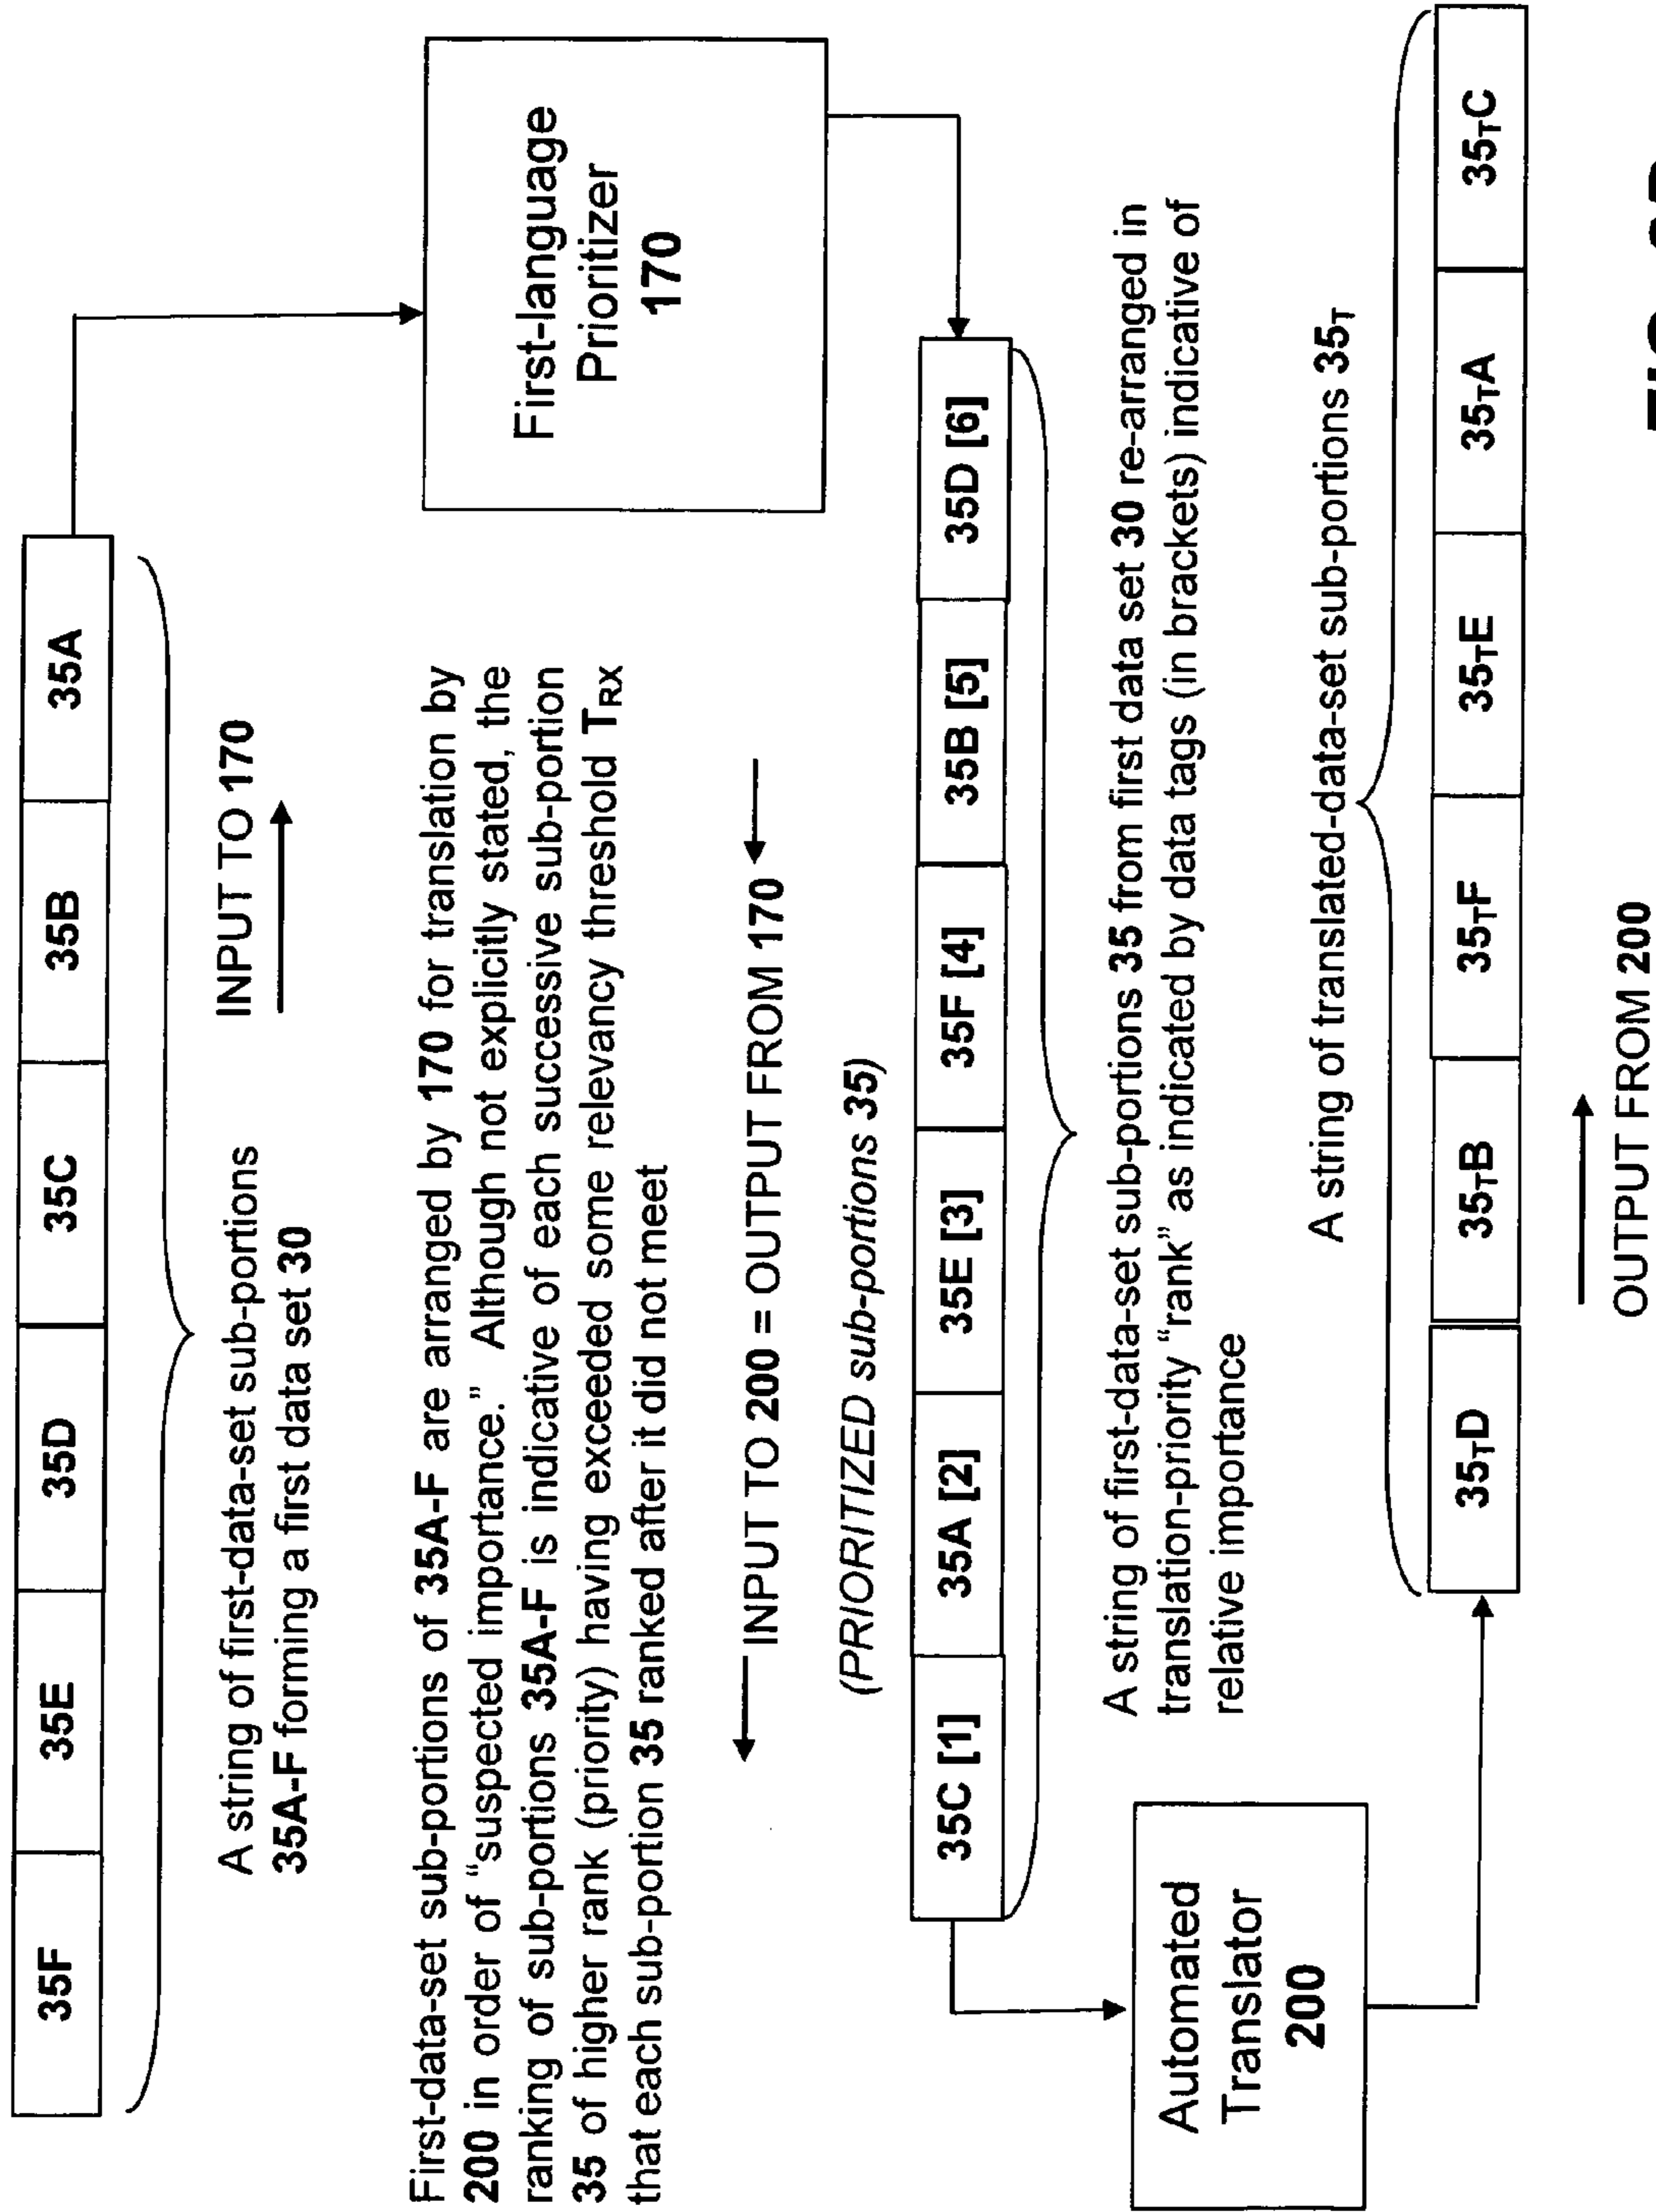 35F 35E 35D 35C 35B 35A
A string of first-data-set sub-portions
35A-F forming a first data set 30
INPUT TO 170
First-language
Prioritizer
170
First-data-set sub-portions of 35A-F are arranged by 170 for translation by
200 in order of “suspected importance.” Although not explicitly stated, the
ranking of sub-portions 35A-F is indicative of each successive sub-portion
35 of higher rank (priority) having exceeded some relevancy threshold TRX
that each sub-portion 35 ranked after it did not meet
INPUT TO 200 = OUTPUT FROM 170
(PRIORITIZED sub-portions 35)
35C [1] 35A [2] 35E [3] 35F [4] 35B [5] 35D [6]
A string of first-data-set sub-portions 35 from first data set 30 re-arranged in
translation-priority “rank” as indicated by data tags (in brackets) indicative of
relative importance
Automated
Translator
200
A string of translated-data-set sub-portions 35T
35TD 35TB 35TF 35TE 35TA 35TC
OUTPUT FROM 200